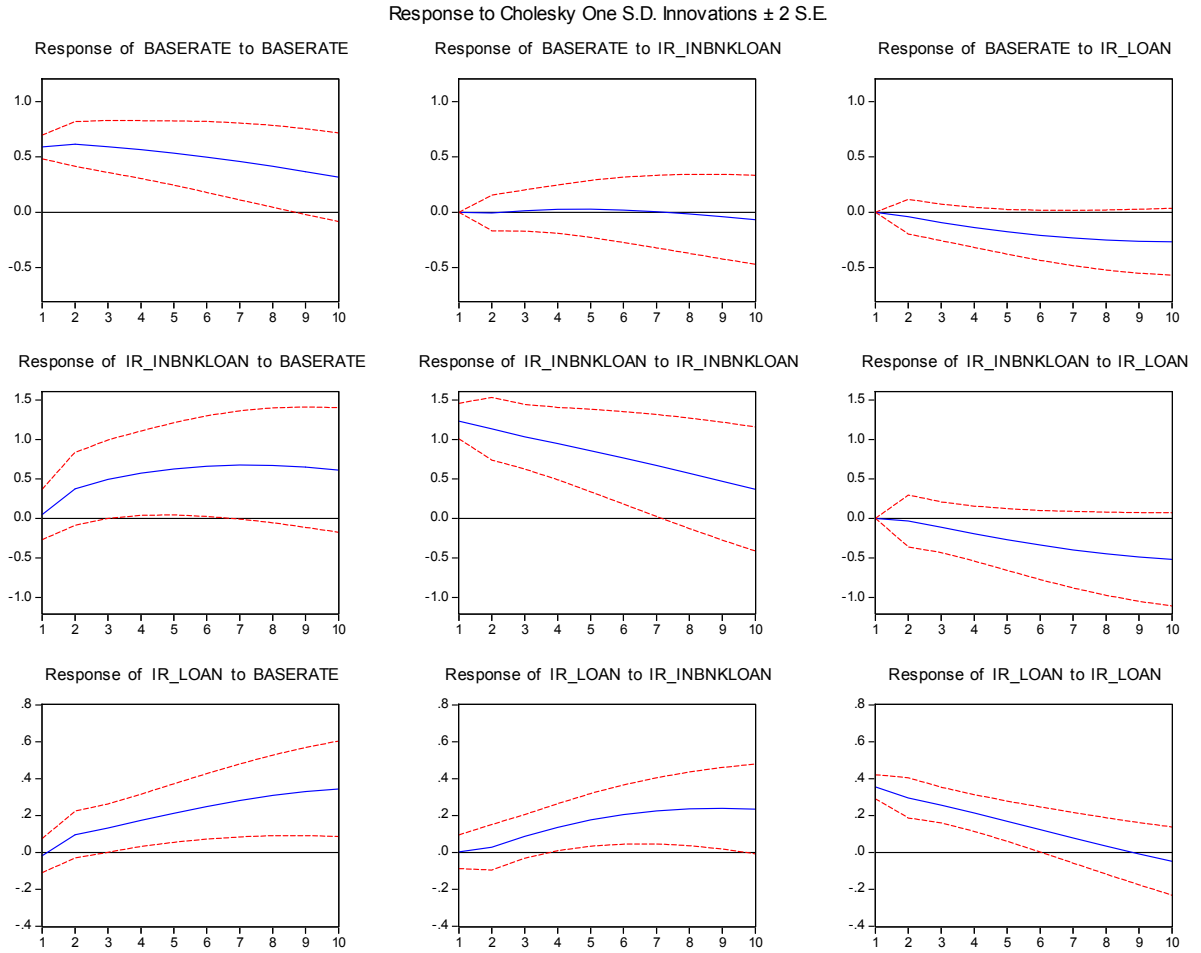 Response to Cholesky One S.D. Innovations ± 2 S.E.
Response of BASERATE to BASERATE
1.0
0.5
0.0
-0.5
1 2 3 4 5 6 7 8 9 10
Response of BASERATE to IR_INBNKLOAN
1.0
0.5
0.0
-0.5
1 2 3 4 5 6 7 8 9 10
Response of BASERATE to IR_LOAN
1.0
0.5
0.0
-0.5
1 2 3 4 5 6 7 8 9 10
Response of IR_INBNKLOAN to BASERATE
1.5
1.0
0.5
0.0
-0.5
-1.0
1 2 3 4 5 6 7 8 9 10
Response of IR_INBNKLOAN to IR_INBNKLOAN
1.5
1.0
0.5
0.0
-0.5
-1.0
1 2 3 4 5 6 7 8 9 10
Response of IR_INBNKLOAN to IR_LOAN
1.5
1.0
0.5
0.0
-0.5
-1.0
1 2 3 4 5 6 7 8 9 10
Response of IR_LOAN to BASERATE
.8
.6
.4
.2
.0
-.2
-.4
1 2 3 4 5 6 7 8 9 10
Response of IR_LOAN to IR_INBNKLOAN
.8
.6
.4
.2
.0
-.2
-.4
1 2 3 4 5 6 7 8 9 10
Response of IR_LOAN to IR_LOAN
.8
.6
.4
.2
.0
-.2
-.4
1 2 3 4 5 6 7 8 9 10